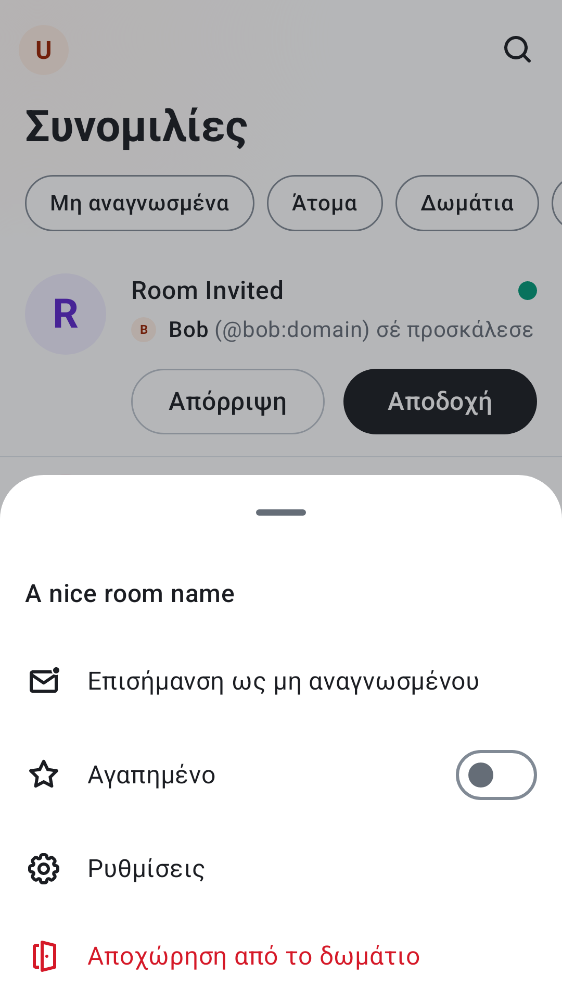 U
Συνομιλίες
Μη αναγνωσμένα Άτομα Δωμάτια
R
Room Invited
B Bob (@bob:domain) σέ προσκάλεσε
Απόρριψη Αποδοχή
A nice room name
Επισήμανση ως μη αναγνωσμένου
Αγαπημένο
Ρυθμίσεις
Αποχώρηση από το δωμάτιο